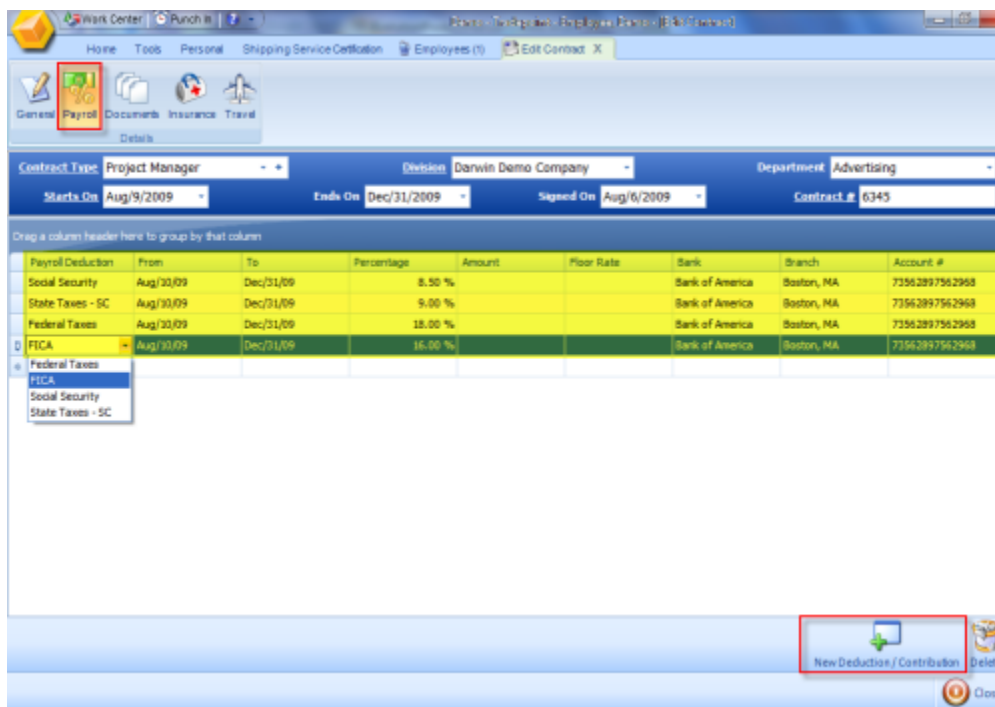 Work Center Punch In
Home Tools Personal Shipping Service Certification Employees (1) Edit Contract X
General Payroll Documents Insurance Travel
Details
Contract Type Project Manager Division Darwin Demo Company Department Advertising
Starts On Aug/9/2009 Ends On Dec/31/2009 Signed On Aug/6/2009 Contract # 6345
Drag a column header here to group by that column
Payroll Deduction From To Percentage Amount Floor Rate Bank Branch Account #
Social Security Aug/10/09 Dec/31/09 8.50 % Bank of America Boston, MA 73562897562968
State Taxes - SC Aug/10/09 Dec/31/09 9.00 % Bank of America Boston, MA 73562897562968
Federal Taxes Aug/10/09 Dec/31/09 18.00 % Bank of America Boston, MA 73562897562968
FICA Aug/10/09 Dec/31/09 16.00 % Bank of America Boston, MA 73562897562968
Federal Taxes
FICA
Social Security
State Taxes - SC
New Deduction / Contribution Delet
Clos